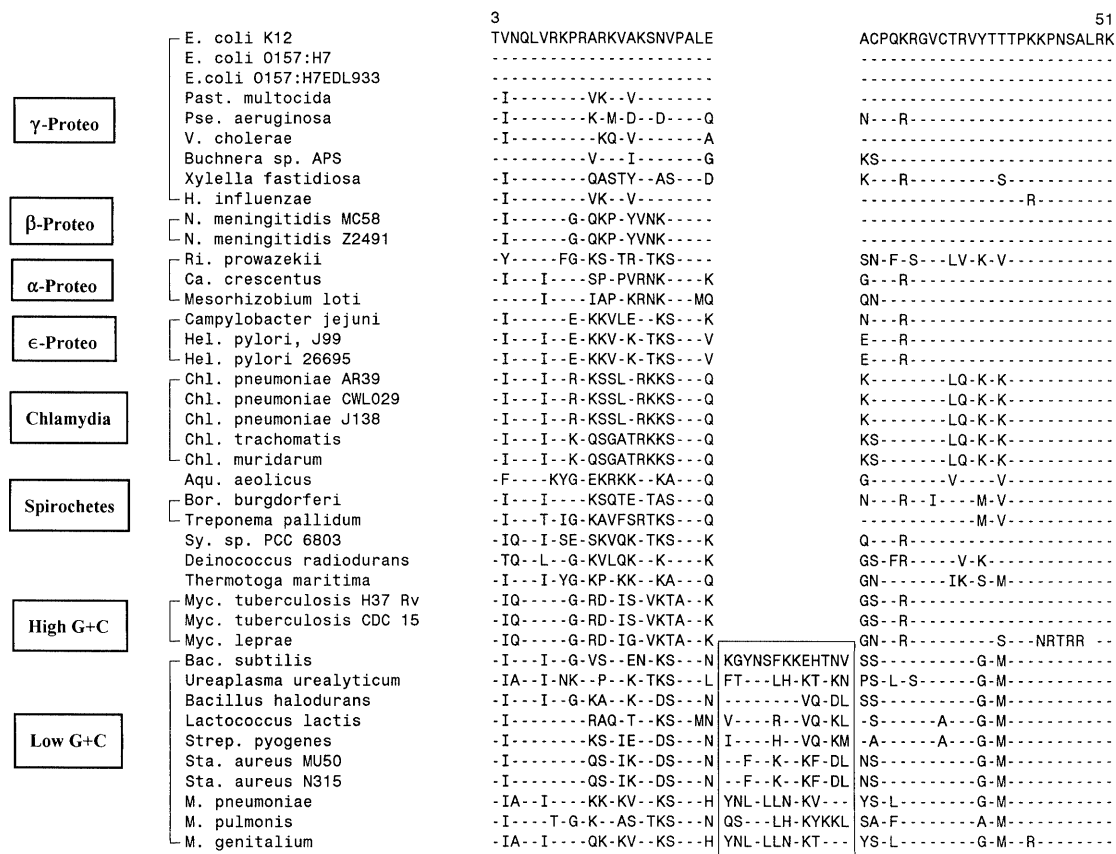 3 51
E. coli K12 TVNQLVRKPRARKVAKSNVPALE ACPQKRGVCTRVYTTTPKKPNSALRK
E. coli O157:H7 ----------------------- --------------------------
E.coli O157:H7EDL933 ----------------------- --------------------------
Past. multocida -I--------VK--V-------- --------------------------
γ-Proteo
Pse. aeruginosa -I--------K-M-D--D----Q N--R----------------------
V. cholerae -I---------KQ-V-------A --------------------------
Buchnera sp. APS ----------V---I-------G KS------------------------
Xylella fastidiosa -I--------QASTY--AS---D K--R----------S-----------
H. influenzae -I--------VK--V-------- -----------------R--------
β-Proteo
N. meningitidis MC58 -I------G-QKP-YVNK----- --------------------------
N. meningitidis Z2491 -I------G-QKP-YVNK----- --------------------------
Ri. prowazekii -Y-----FG-KS-TR-TKS---- SN-F-S---LV-K-V-----------
α-Proteo
Ca. crescentus -I---I----SP-PVRNK----K G--R----------------------
Mesorhizobium loti -----I----IAP-KRNK---MQ QN------------------------
Campylobacter jejuni -I------E-KKVLE--KS---K N--R----------------------
ϵ-Proteo
Hel. pylori, J99 -I---I--E-KKV-K-TKS---V E--R----------------------
Hel. pylori 26695 -I---I--E-KKV-K-TKS---V E--R----------------------
Chl. pneumoniae AR39 -I---I--R-KSSL-RKKS---Q K--------LQ-K-K-----------
Chl. pneumoniae CWL029 -I---I--R-KSSL-RKKS---Q K--------LQ-K-K-----------
Chlamydia
Chl. pneumoniae J138 -I---I--R-KSSL-RKKS---Q K--------LQ-K-K-----------
Chl. trachomatis -I---I--K-QSGATRKKS---Q KS-------LQ-K-K-----------
Chl. muridarum -I---I--K-QSGATRKKS---Q KS-------LQ-K-K-----------
Aqu. aeolicus -F----KYG-EKRKK--KA---Q G--------V---V------------
Spirochetes
Bor. burgdorferi -I---I----KSQTE-TAS---Q N--R--I-----M-V-----------
Treponema pallidum -I---T-IG-KAVFSRTKS---Q ------------M-V-----------
Sy. sp. PCC 6803 -IQ--I-SE-SKVQK-TKS---K Q--R----------------------
Deinococcus radiodurans -TQ--L--G-KVLQK--K----K GS-FR-----V-K-------------
Thermotoga maritima -I---I-YG-KP-KK--KA---Q GN-------IK-S-M-----------
Myc. tuberculosis H37 Rv -IQ-----G-RD-IS-VKTA--K GS-R----------------------
High G+C
Myc. tuberculosis CDC 15 -IQ-----G-RD-IS-VKTA--K GS-R----------------------
Myc. leprae -IQ-----G-RD-IG-VKTA--K GN-R----------S---NRTRR---
Bac. subtilis -I---I--G-VS--EN-KS---N KGYNSFKKEHTNV SS----------G-M-----------
Ureaplasma urealyticum -IA--I-NK--P--K-TKS---L FT---LH-KT-KN PS-L-S------G-M-----------
Bacillus halodurans -I---I--G-KA--K--DS---N --------VQ-DL SS----------G-M-----------
Lactococcus lactis -I--------RAQ-T--KS--MN V----R--VQ-KL -S------A---G-M-----------
Low G+C
Strep. pyogenes -I--------KS-IE--DS---N I----H--VQ-KM -A------A---G-M-----------
Sta. aureus MU50 -I--------QS-IK--DS---N --F--K--KF-DL NS----------G-M-----------
Sta. aureus N315 -I--------QS-IK--DS---N --F--K--KF-DL NS----------G-M-----------
M. pneumoniae -IA--I----KK-KV--KS---H YNL-LLN-KV--- YS-L--------G-M-----------
M. pulmonis -I----T-G-K--AS-TKS---N QS---LH-KYKKL SA-F--------A-M-----------
M. genitalium -IA--I----QK-KV--KS---H YNL-LLN-KT--- YS-L--------G-M--R--------